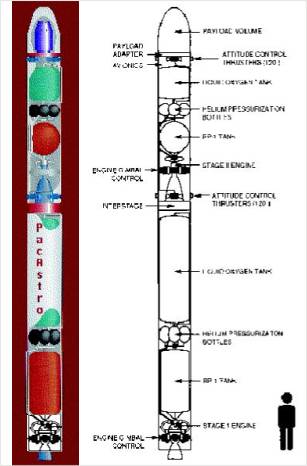 PAYLOAD VOLUME
PAYLOAD
ADAPTER
ATTITUDE CONTROL
THRUSTERS (120 )
AVIONICS
LIQUID OXYGEN TANK
HELIUM PRESSURIZATION
BOTTLES
RP-1 TANK
STAGE II ENGINE
ENGINE GIMBAL
CONTROL
ATTITUDE CONTROL
THRUSTERS (120 )
INTERSTAGE
PacAstro
LIQUID OXYGEN TANK
HELIUM PRESSURIZATION
BOTTLES
RP-1 TANK
STAGE I ENGINE
ENGINE GIMBAL
CONTROL